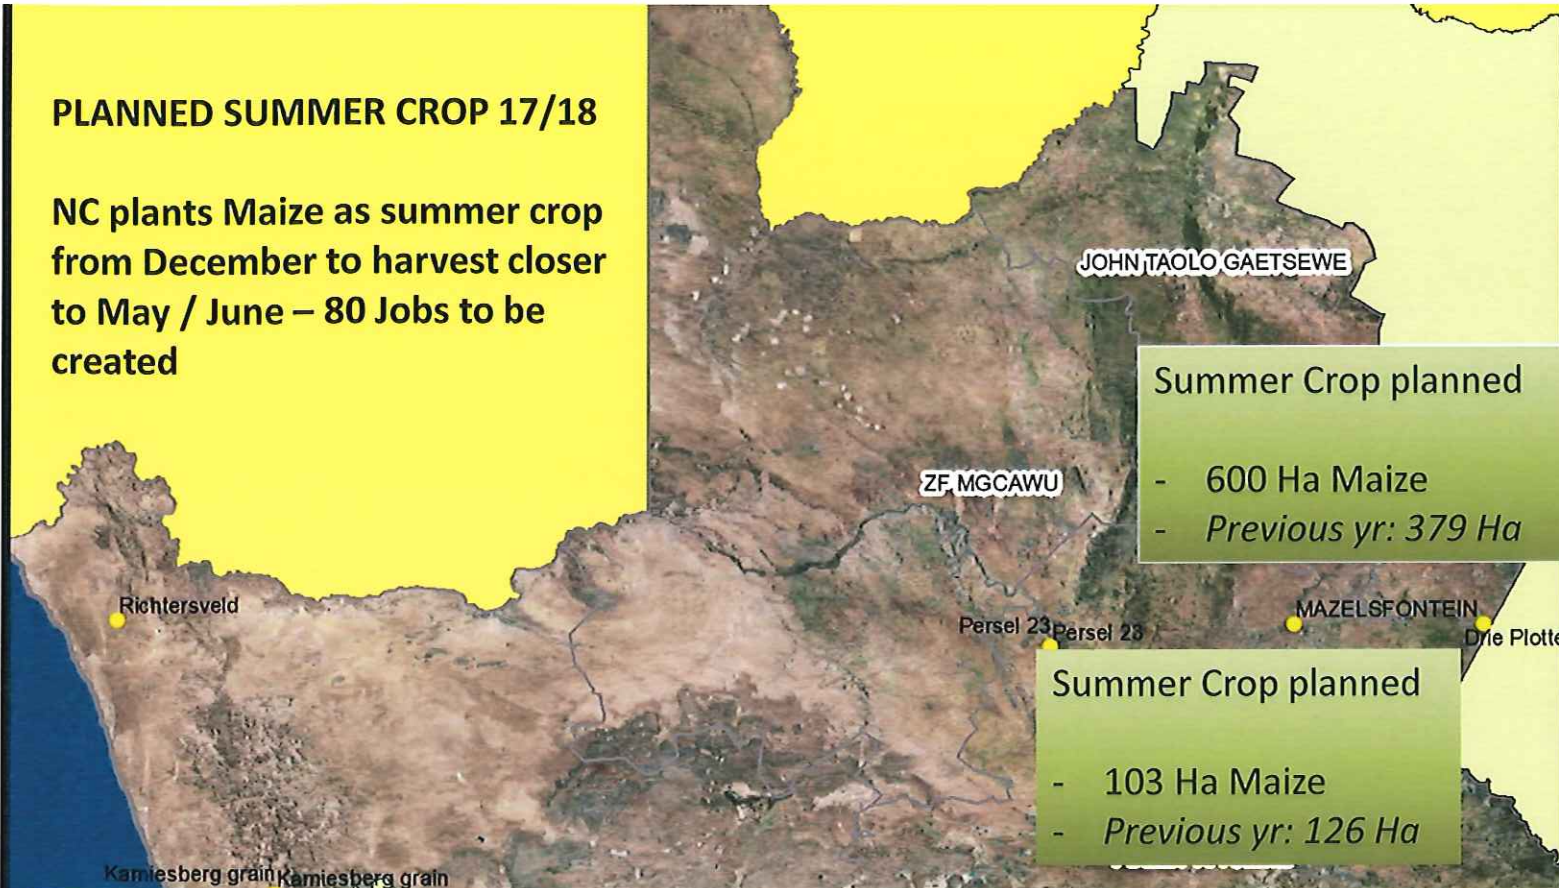 PLANNED SUMMER CROP 17/18
NC plants Maize as summer crop
from December to harvest closer
to May / June – 80 Jobs to be
created
JOHN TAOLO GAETSEWE
Summer Crop planned
- 600 Ha Maize
- Previous yr: 379 Ha
ZF MGCAWU
Richtersveld
MAZELSFONTEIN
Persel 23
Persel 23
Drie Plotte
Summer Crop planned
- 103 Ha Maize
- Previous yr: 126 Ha
Kamiesberg grain
Kamiesberg grain